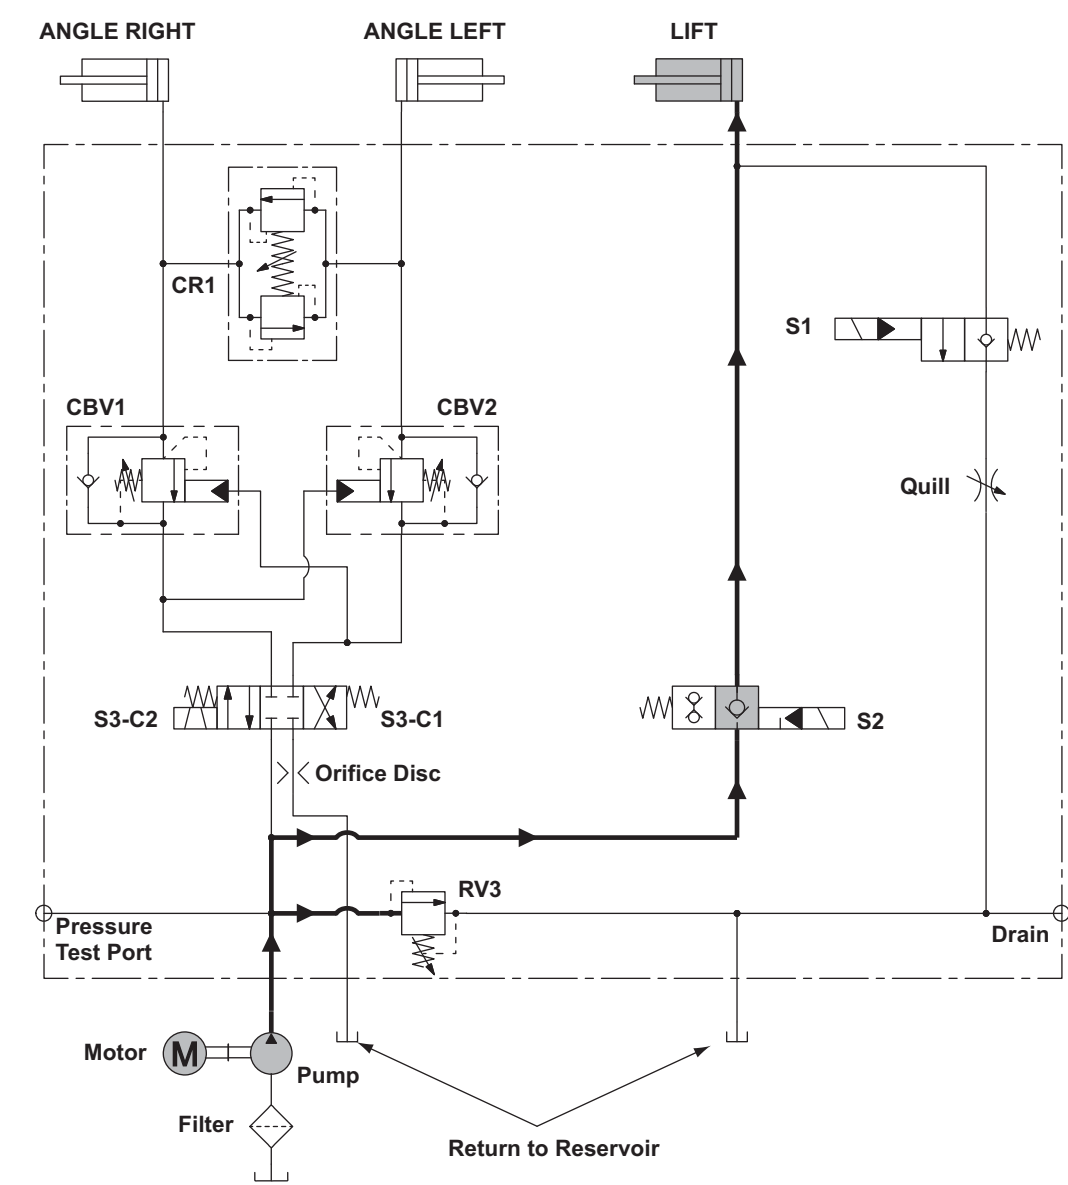 ANGLE RIGHT
ANGLE LEFT
LIFT
CR1
S1
CBV1
CBV2
Quill
S3-C2
S3-C1
S2
Orifice Disc
RV3
Pressure
Test Port
Drain
Motor
M
Pump
Filter
Return to Reservoir